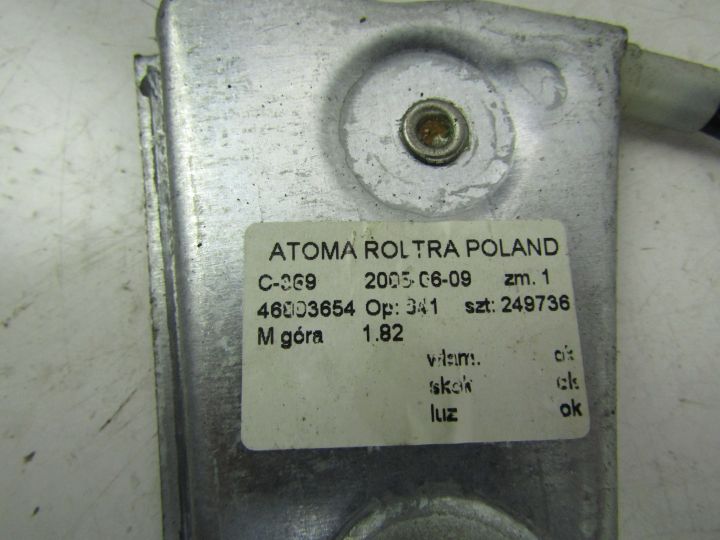 ATOMA ROLTRA POLAND
C-369 2005-06-09 zm. 1
46803654 Op: 341 szt: 249736
M góra 1.82
włam. ok
skok ok
luz ok